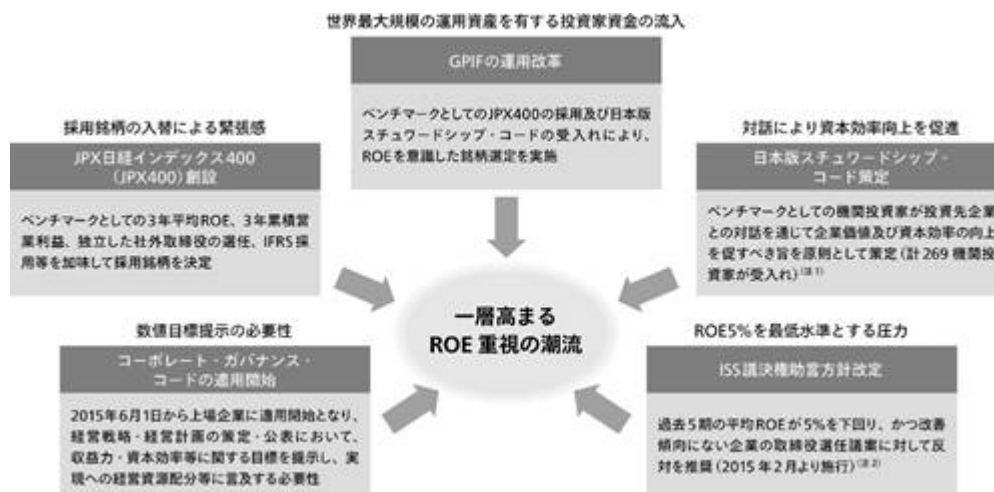 世界最大規模の運用資産を有する投資家資金の流入
GPIFの運用改革
ベンチマークとしてのJPX400の採用及び日本版
スチュワードシップ・コードの受入れにより、
ROEを意識した銘柄選定を実施
採用銘柄の入替による緊張感
JPX日経インデックス400
（JPX400）創設
ベンチマークとしての3年平均ROE、3年累積営
業利益、独立した社外取締役の選任、IFRS採
用等を加味して採用銘柄を決定
対話により資本効率向上を促進
日本版スチュワードシップ・
コード策定
ベンチマークとしての機関投資家が投資先企業
との対話を通じて企業価値及び資本効率の向上
を促すべき旨を原則として策定（計269機関投
資家が受入れ）(注1)
一層高まる
ROE重視の潮流
数値目標提示の必要性
コーポレート・ガバナンス・
コードの適用開始
2015年6月1日から上場企業に適用開始となり、
経営戦略・経営計画の策定・公表において、
収益力・資本効率等に関する目標を提示し、実
現への経営資源配分等に言及する必要性
ROE5%を最低水準とする圧力
ISS議決権助言方針改定
過去5期の平均ROEが5%を下回り、かつ改善
傾向にない企業の取締役選任議案に対して反
対を推奨（2015年2月より施行）(注2)